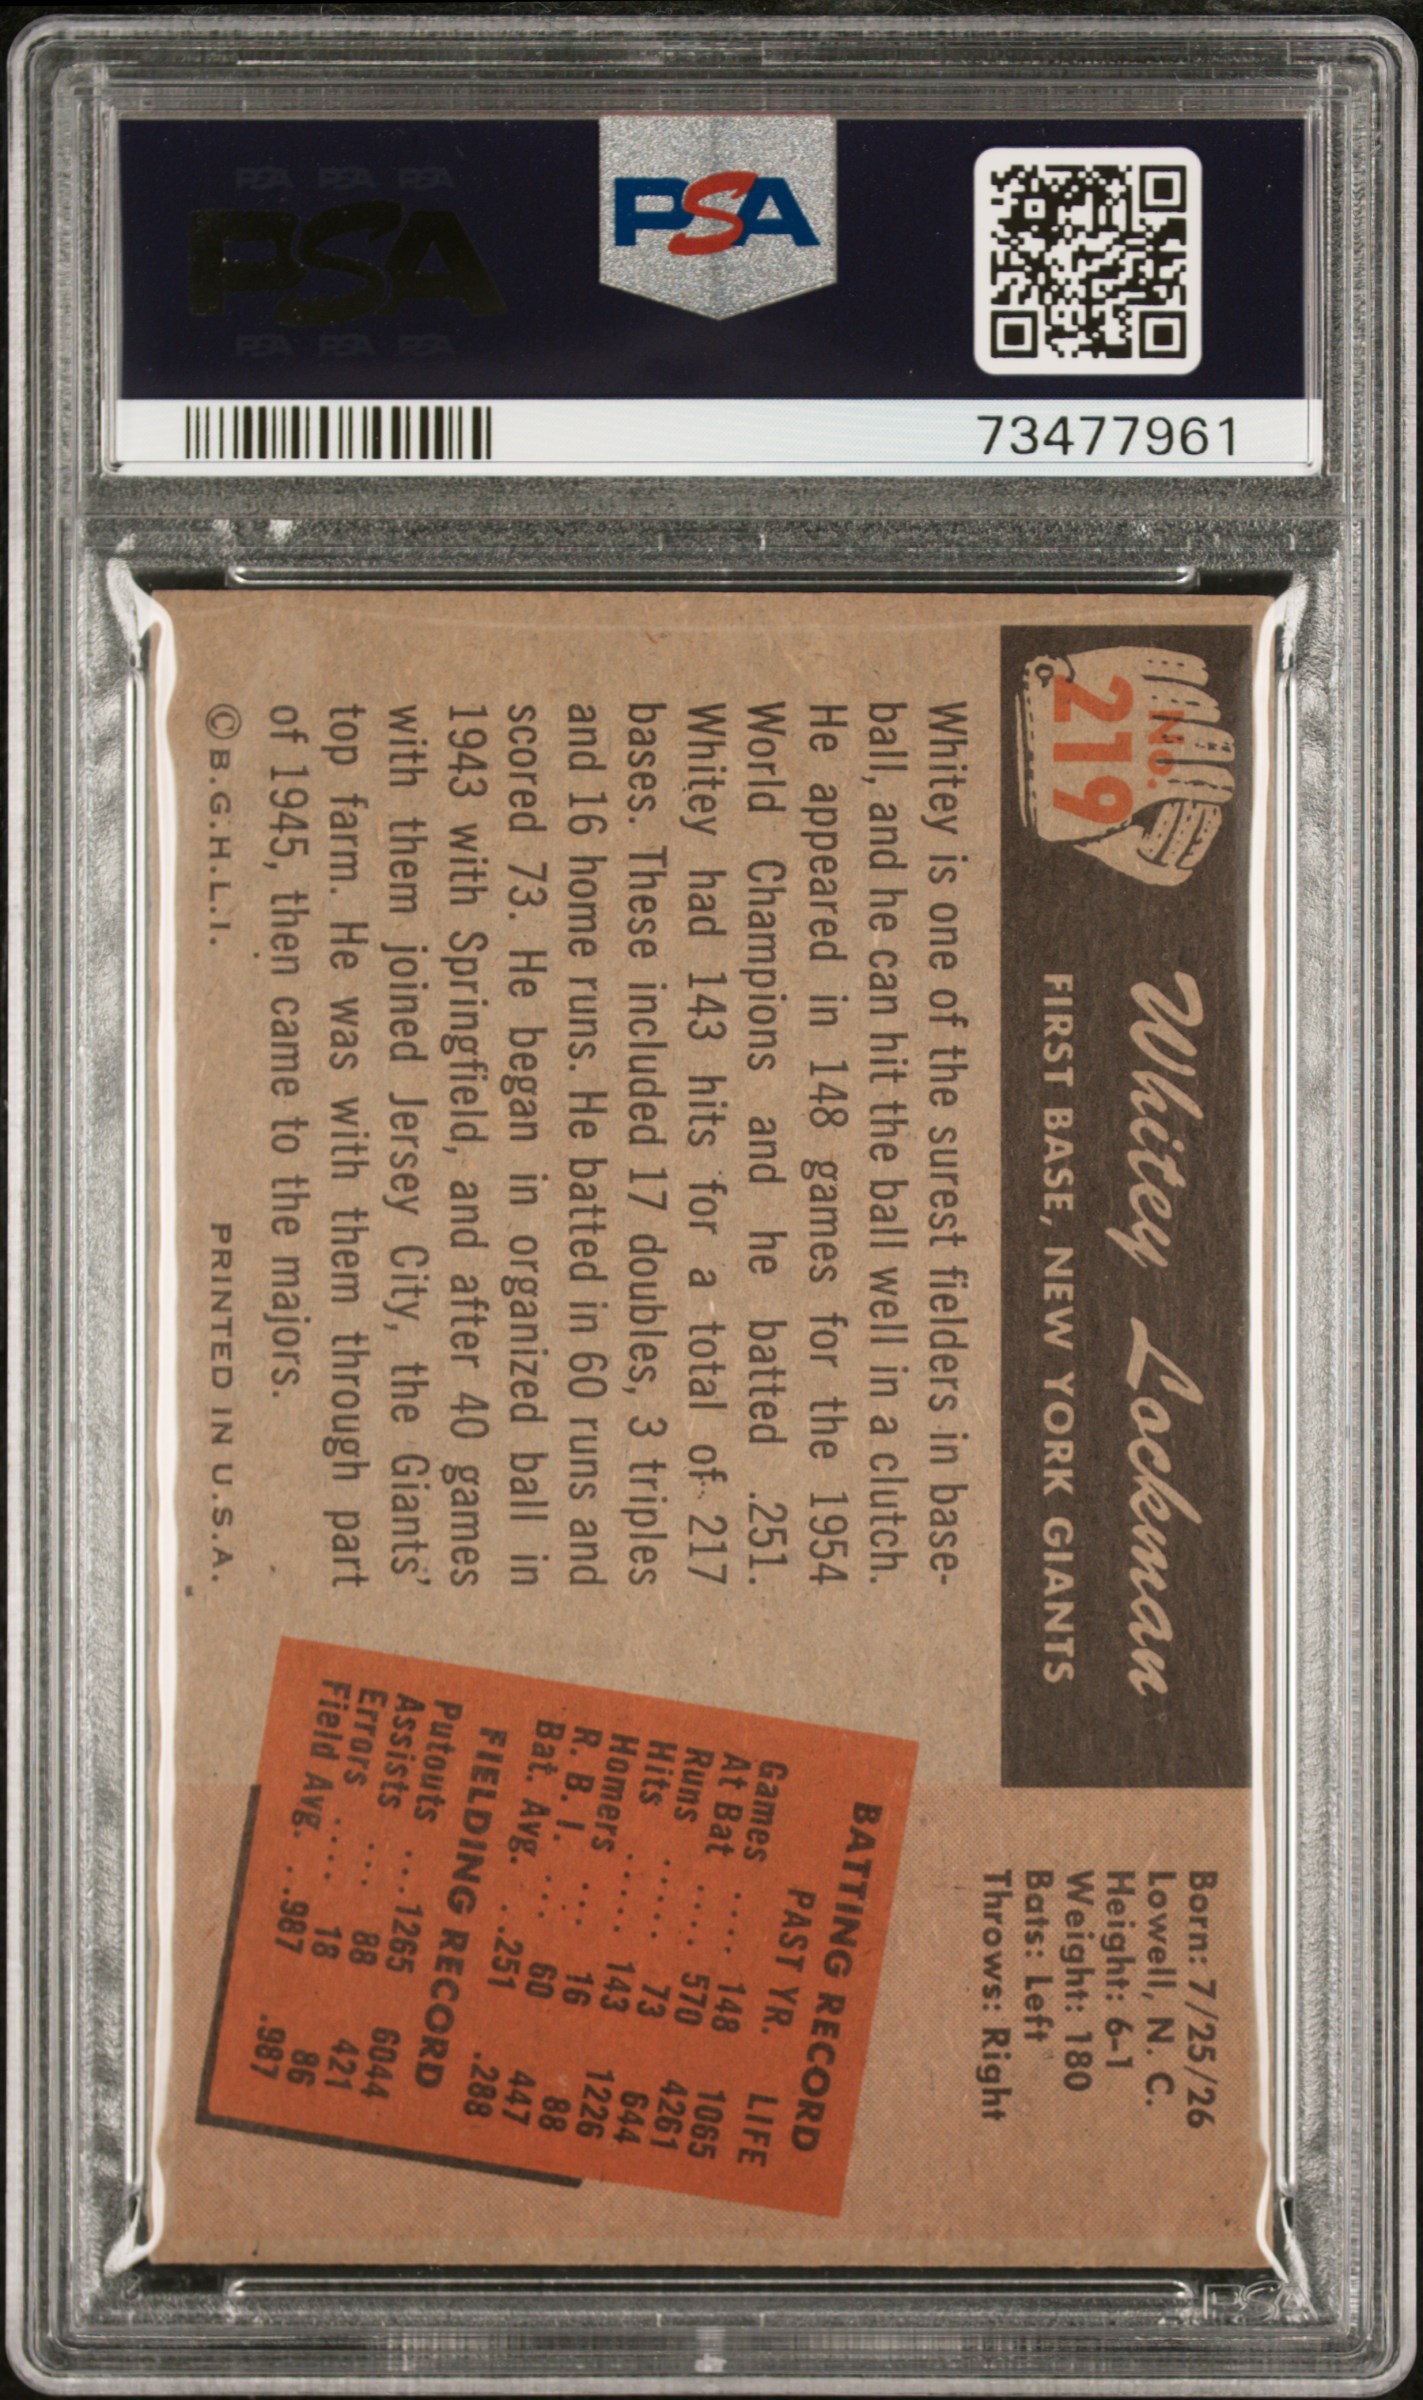 PSA PSA PSA
PSA
PSA PSA PSA
PSA
73477961
No.
219
Whitey Lockman
FIRST BASE, NEW YORK GIANTS
Born: 7/25/26
Lowell, N. C.
Height: 6-1
Weight: 180
Bats: Left
Throws: Right
Whitey is one of the surest fielders in base-
ball, and he can hit the ball well in a clutch.
He appeared in 148 games for the 1954
World Champions and he batted .251.
Whitey had 143 hits for a total of 217
bases. These included 17 doubles, 3 triples
and 16 home runs. He batted in 60 runs and
scored 73. He began in organized ball in
1943 with Springfield, and after 40 games
with them joined Jersey City, the Giants'
top farm. He was with them through part
of 1945, then came to the majors.
© B.G.H.L.I. PRINTED IN U.S.A.
BATTING RECORD
PAST YR. LIFE
Games .... 148 1065
At Bat .... 570 4261
Runs ..... 73 644
Hits ..... 143 1226
Homers ... 16 88
R. B. I. .... 60 447
Bat. Avg. . .251 .288
FIELDING RECORD
Putouts ...1265 6044
Assists ... 88 421
Errors .... 18 86
Field Avg. ..987 .987
PSA